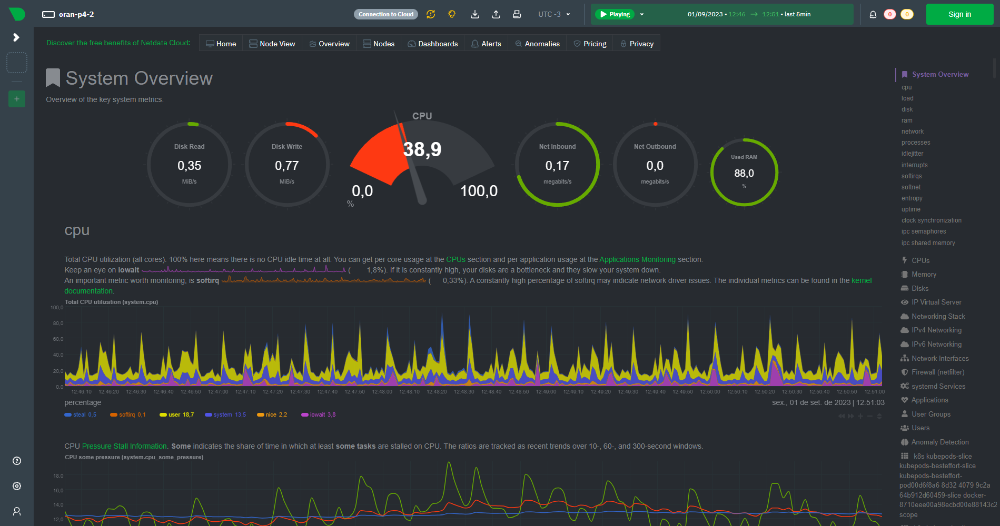 oran-p4-2
Connection to Cloud
UTC -3
Playing
01/09/2023 • 12:46 → 12:51 • last 5min
0
0
Sign in
Discover the free benefits of Netdata Cloud:
Home
Node View
Overview
Nodes
Dashboards
Alerts
Anomalies
Pricing
Privacy
System Overview
Overview of the key system metrics.
Disk Read
0,35
MiB/s
Disk Write
0,77
MiB/s
CPU
38,9
0,0
100,0
%
Net Inbound
0,17
megabits/s
Net Outbound
0,0
megabits/s
Used RAM
88,0
%
cpu
Total CPU utilization (all cores). 100% here means there is no CPU idle time at all. You can get per core usage at the CPUs section and per application usage at the Applications Monitoring section.
Keep an eye on iowait ( 1,8%). If it is constantly high, your disks are a bottleneck and they slow your system down.
An important metric worth monitoring, is softirq ( 0,33%). A constantly high percentage of softirq may indicate network driver issues. The individual metrics can be found in the kernel
documentation.
Total CPU utilization (system.cpu)
100,0
80,0
60,0
40,0
20,0
0,0
12:46:10 12:46:20 12:46:30 12:46:40 12:46:50 12:47:00 12:47:10 12:47:20 12:47:30 12:47:40 12:47:50 12:48:00 12:48:10 12:48:20 12:48:30 12:48:40 12:48:50 12:49:00 12:49:10 12:49:20 12:49:30 12:49:40 12:49:50 12:50:00 12:50:10 12:50:20 12:50:30 12:50:40 12:50:50 12:51:00
percentage
sex., 01 de set. de 2023 | 12:51:03
steal 0,5
softirq 0,1
user 18,7
system 13,5
nice 2,2
iowait 3,8
CPU Pressure Stall Information. Some indicates the share of time in which at least some tasks are stalled on CPU. The ratios are tracked as recent trends over 10-, 60-, and 300-second windows.
CPU some pressure (system.cpu_some_pressure)
18,0
16,0
14,0
12,0
System Overview
cpu
load
disk
ram
network
processes
idlejitter
interrupts
softirqs
softnet
entropy
uptime
clock synchronization
ipc semaphores
ipc shared memory
CPUs
Memory
Disks
IP Virtual Server
Networking Stack
IPv4 Networking
IPv6 Networking
Network Interfaces
Firewall (netfilter)
systemd Services
Applications
User Groups
Users
Anomaly Detection
k8s kubepods-slice
kubepods-besteffort-slice
kubepods-besteffort-
pod00d6f8a6 8d32 4079 9c2a
64b912d60459-slice docker-
8710eee00a98ecbd00e88143c2
scope